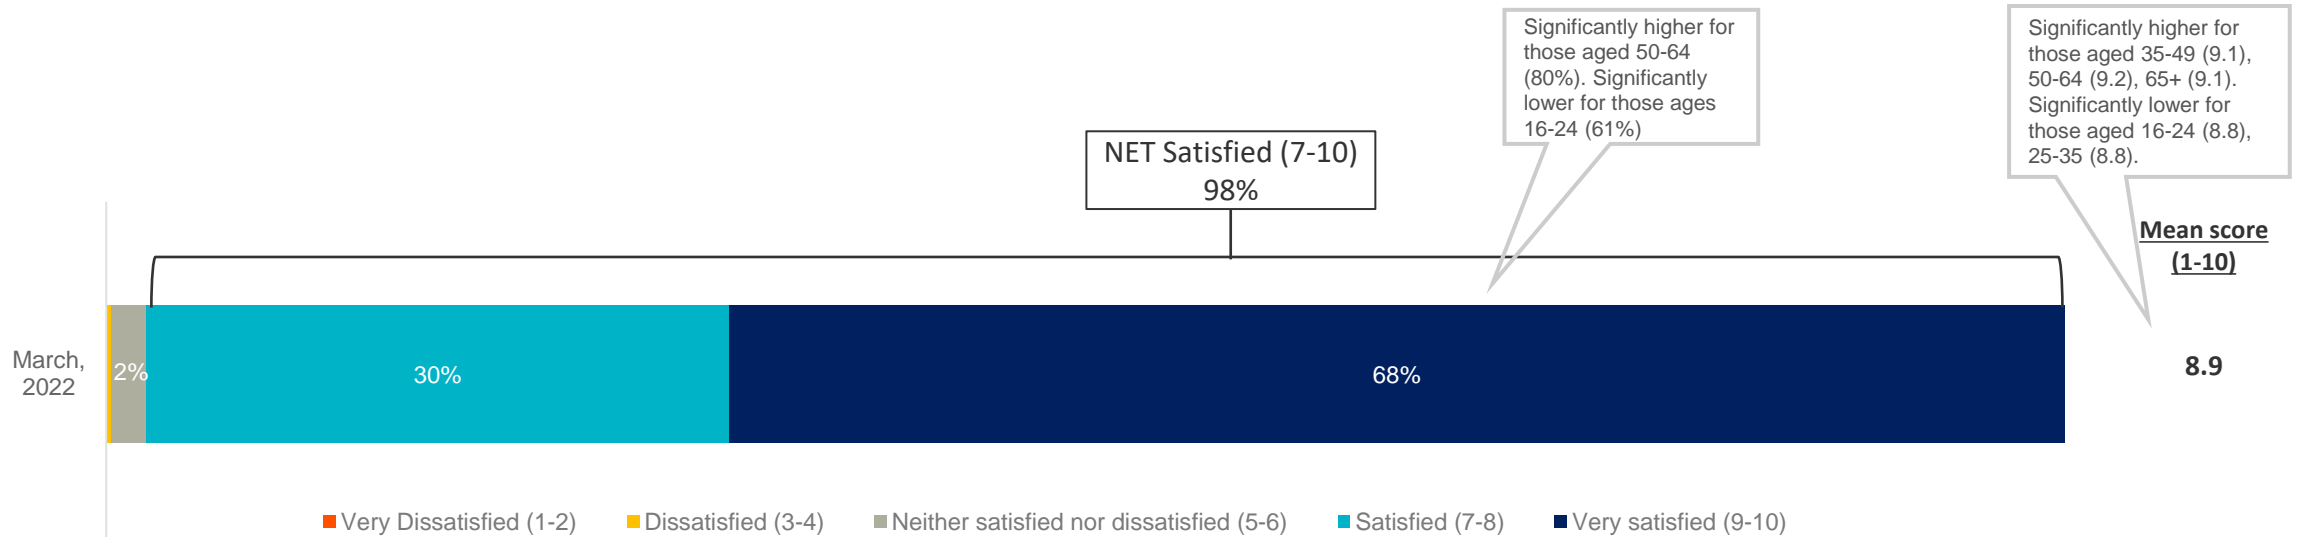 Significantly higher for
those aged 50-64
(80%). Significantly
lower for those ages
16-24 (61%)
Significantly higher for
those aged 35-49 (9.1),
50-64 (9.2), 65+ (9.1).
Significantly lower for
those aged 16-24 (8.8),
25-35 (8.8).
NET Satisfied (7-10)
98%
Mean score
(1-10)
March,
2022
2%
30%
68%
8.9
Very Dissatisfied (1-2)
Dissatisfied (3-4)
Neither satisfied nor dissatisfied (5-6)
Satisfied (7-8)
Very satisfied (9-10)